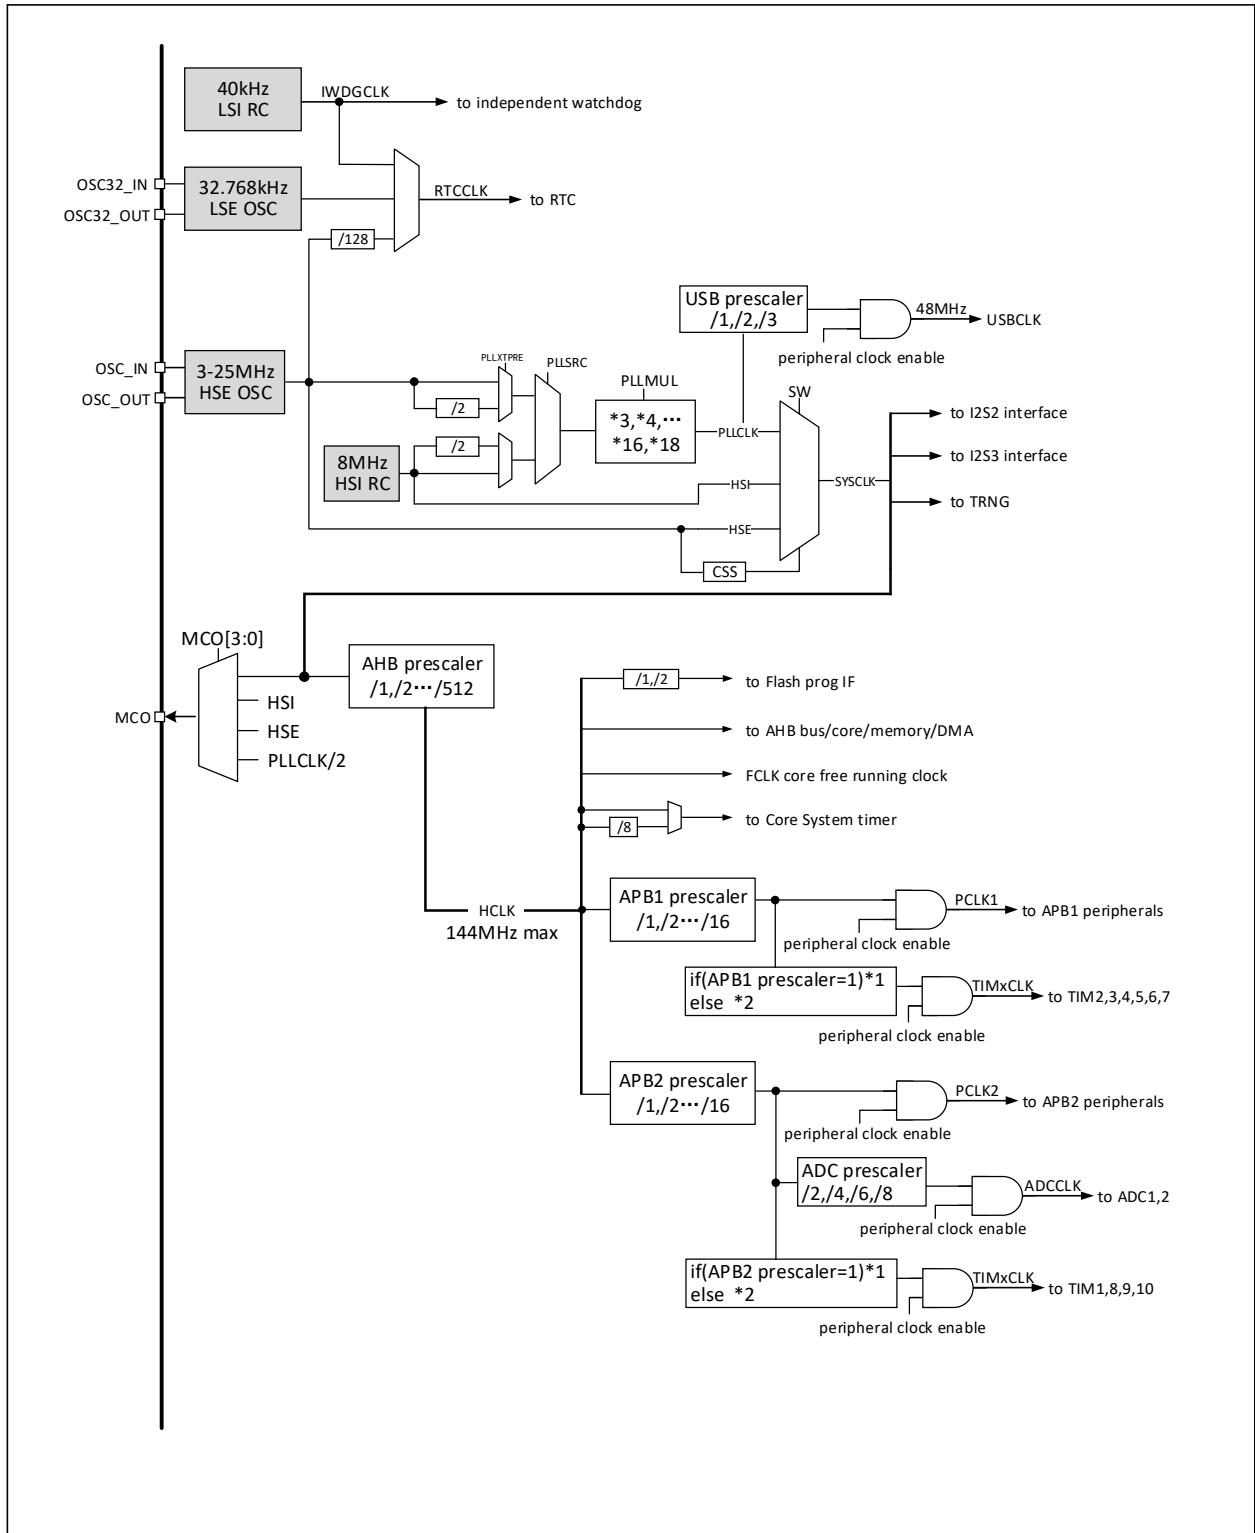 40kHz
LSI RC
IWDGCLK
to independent watchdog
OSC32_IN
OSC32_OUT
32.768kHz
LSE OSC
RTCCLK
to RTC
/128
USB prescaler
/1,/2,/3
48MHz
USBCLK
peripheral clock enable
OSC_IN
OSC_OUT
3-25MHz
HSE OSC
PLLXTPRE
PLLSRC
/2
PLLMUL
*3,*4,···
*16,*18
PLLCLK
SW
to I2S2 interface
to I2S3 interface
to TRNG
8MHz
HSI RC
/2
HSI
SYSCLK
HSE
CSS
MCO[3:0]
MCO
HSI
HSE
PLLCLK/2
AHB prescaler
/1,/2···/512
/1,/2
to Flash prog IF
to AHB bus/core/memory/DMA
FCLK core free running clock
/8
to Core System timer
HCLK
144MHz max
APB1 prescaler
/1,/2···/16
PCLK1
to APB1 peripherals
peripheral clock enable
if(APB1 prescaler=1)*1
else *2
TIMxCLK
to TIM2,3,4,5,6,7
peripheral clock enable
APB2 prescaler
/1,/2···/16
PCLK2
to APB2 peripherals
peripheral clock enable
ADC prescaler
/2,/4,/6,/8
ADCCLK
to ADC1,2
peripheral clock enable
if(APB2 prescaler=1)*1
else *2
TIMxCLK
to TIM1,8,9,10
peripheral clock enable